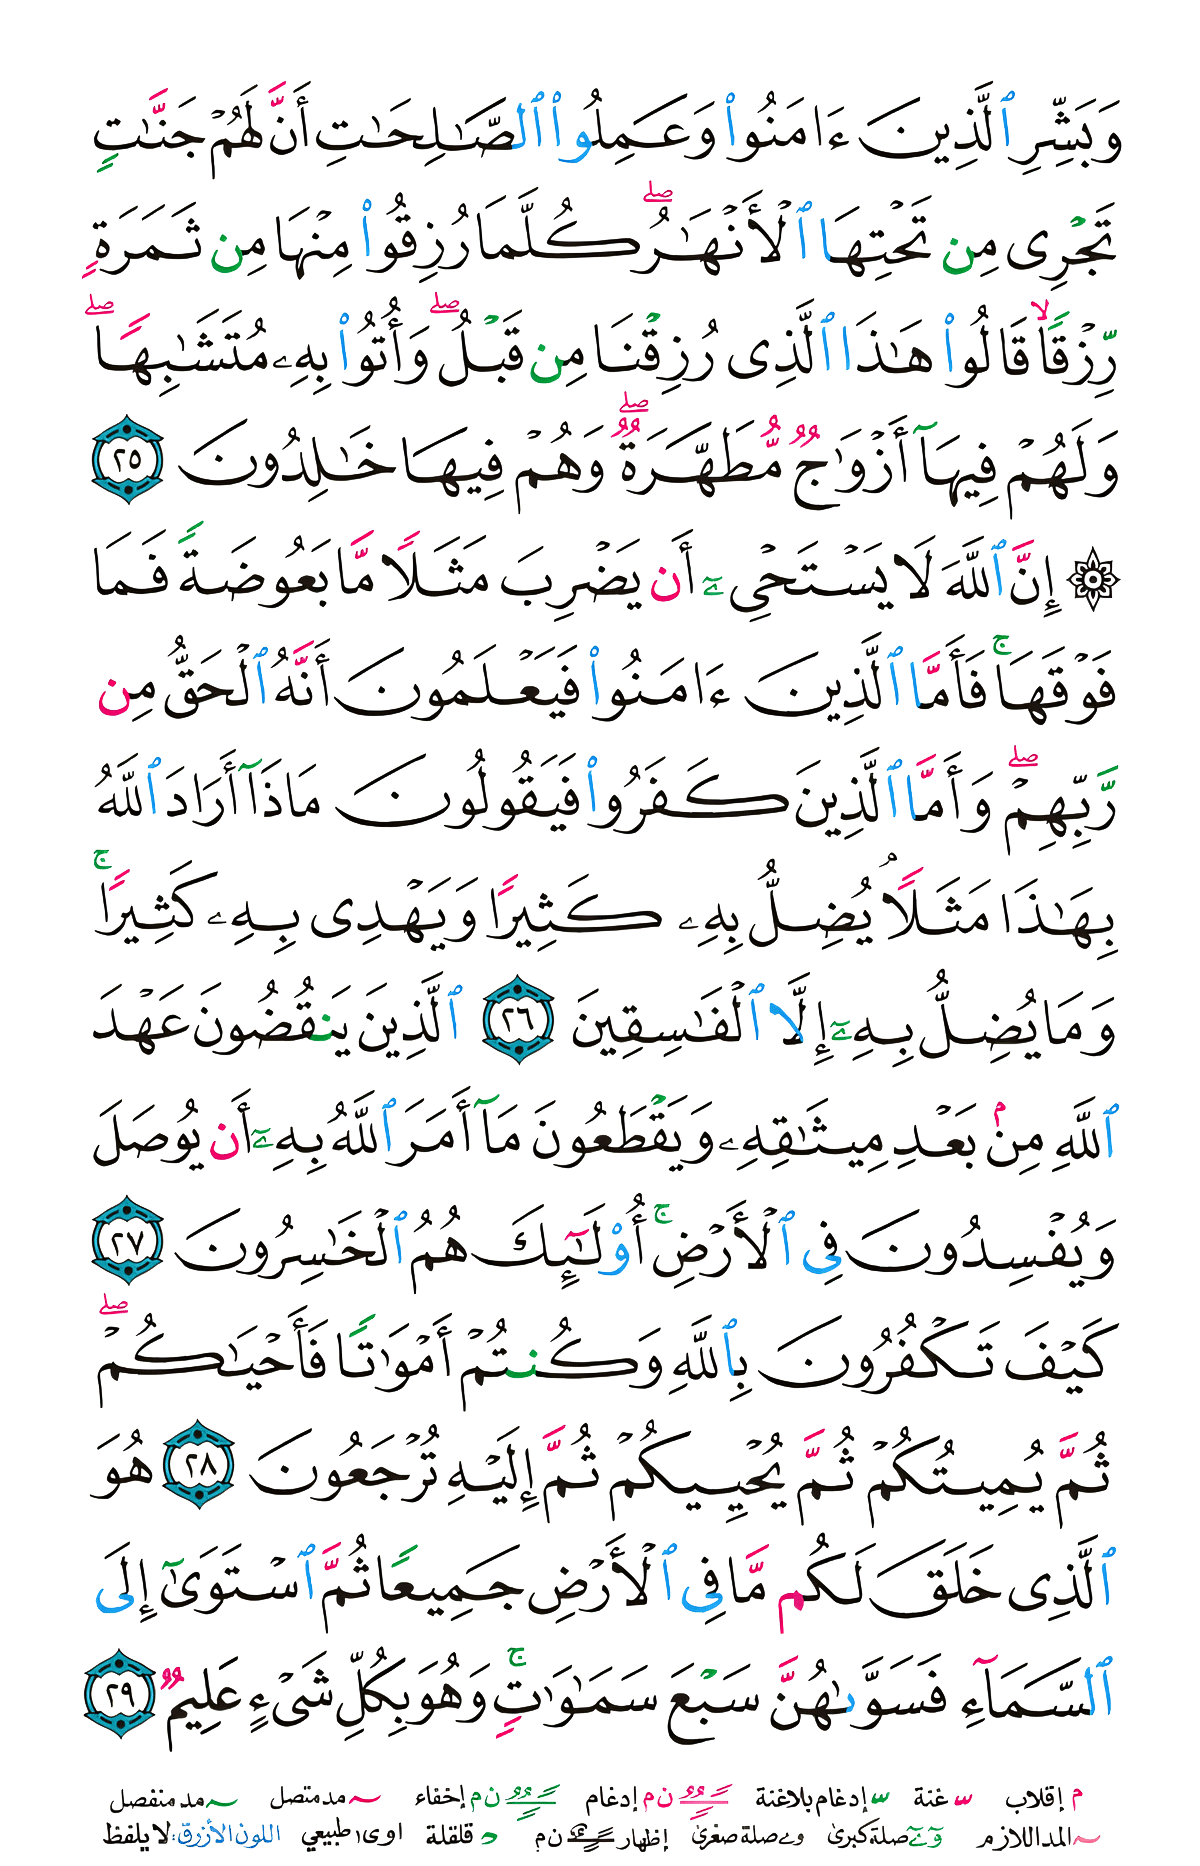 وَبَشِّرِ ٱلَّذِينَ ءَامَنُوا۟ وَعَمِلُوا۟ ٱلصَّـٰلِحَـٰتِ أَنَّ لَهُمْ جَنَّـٰتٍ
تَجْرِى مِن تَحْتِهَا ٱلْأَنْهَـٰرُ ۖ كُلَّمَا رُزِقُوا۟ مِنْهَا مِن ثَمَرَةٍ
رِّزْقًا ۙ قَالُوا۟ هَـٰذَا ٱلَّذِى رُزِقْنَا مِن قَبْلُ ۖ وَأُتُوا۟ بِهِۦ مُتَشَـٰبِهًا ۖ
وَلَهُمْ فِيهَآ أَزْوَٰجٌ مُّطَهَّرَةٌ ۖ وَهُمْ فِيهَا خَـٰلِدُونَ ٢٥
۞ إِنَّ ٱللَّهَ لَا يَسْتَحْىِۦٓ أَن يَضْرِبَ مَثَلًا مَّا بَعُوضَةً فَمَا
فَوْقَهَا ۚ فَأَمَّا ٱلَّذِينَ ءَامَنُوا۟ فَيَعْلَمُونَ أَنَّهُ ٱلْحَقُّ مِن
رَّبِّهِمْ ۖ وَأَمَّا ٱلَّذِينَ كَفَرُوا۟ فَيَقُولُونَ مَاذَآ أَرَادَ ٱللَّهُ
بِهَـٰذَا مَثَلًا ۘ يُضِلُّ بِهِۦ كَثِيرًا وَيَهْدِى بِهِۦ كَثِيرًا ۚ
وَمَا يُضِلُّ بِهِۦٓ إِلَّا ٱلْفَـٰسِقِينَ ٢٦ ٱلَّذِينَ يَنقُضُونَ عَهْدَ
ٱللَّهِ مِنۢ بَعْدِ مِيثَـٰقِهِۦ وَيَقْطَعُونَ مَآ أَمَرَ ٱللَّهُ بِهِۦٓ أَن يُوصَلَ
وَيُفْسِدُونَ فِى ٱلْأَرْضِ ۚ أُو۟لَـٰٓئِكَ هُمُ ٱلْخَـٰسِرُونَ ٢٧
كَيْفَ تَكْفُرُونَ بِٱللَّهِ وَكُنتُمْ أَمْوَٰتًا فَأَحْيَـٰكُمْ ۖ
ثُمَّ يُمِيتُكُمْ ثُمَّ يُحْيِيكُمْ ثُمَّ إِلَيْهِ تُرْجَعُونَ ٢٨ هُوَ
ٱلَّذِى خَلَقَ لَكُم مَّا فِى ٱلْأَرْضِ جَمِيعًا ثُمَّ ٱسْتَوَىٰٓ إِلَى
ٱلسَّمَآءِ فَسَوَّىٰهُنَّ سَبْعَ سَمَـٰوَٰتٍ ۚ وَهُوَ بِكُلِّ شَىْءٍ عَلِيمٌ ٢٩
م إقلاب غنة إدغام بلاغنة ن م إدغام ن م إخفاء مد متصل مد منفصل
المد اللازم صلة كبرى و ے صلة صغرى إظهار ن م قلقلة ا و ى طبيعي اللون الأزرق: لا يلفظ